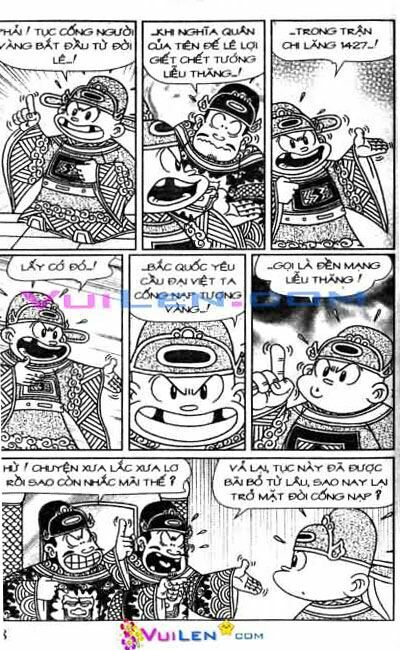 PHẢI! TỤC CỐNG NGƯỜI
VÀNG BẮT ĐẦU TỪ ĐỜI
LÊ...!
...KHI NGHĨA QUÂN
CỦA TIÊN ĐẾ LÊ LỢI
GIẾT CHẾT TƯỚNG
LIỄU THĂNG...!
...TRONG TRẬN
CHI LĂNG 1427...!
LẤY CỚ ĐÓ...!
...BẮC QUỐC YÊU
CẦU ĐẠI VIỆT TA
CỐNG NẠP TƯỢNG
VÀNG...!
...GỌI LÀ ĐỀN MẠNG
LIỄU THĂNG!
VUILEN.COM
HỪ! CHUYỆN XƯA LẮC XƯA LƠ
RỒI SAO CÒN NHẮC MÃI THẾ?
VẢ LẠI, TỤC NÀY ĐÃ ĐƯỢC
BÃI BỎ TỪ LÂU, SAO NAY LẠI
TRỞ MẶT ĐÒI CỐNG NẠP?
VUILEN COM